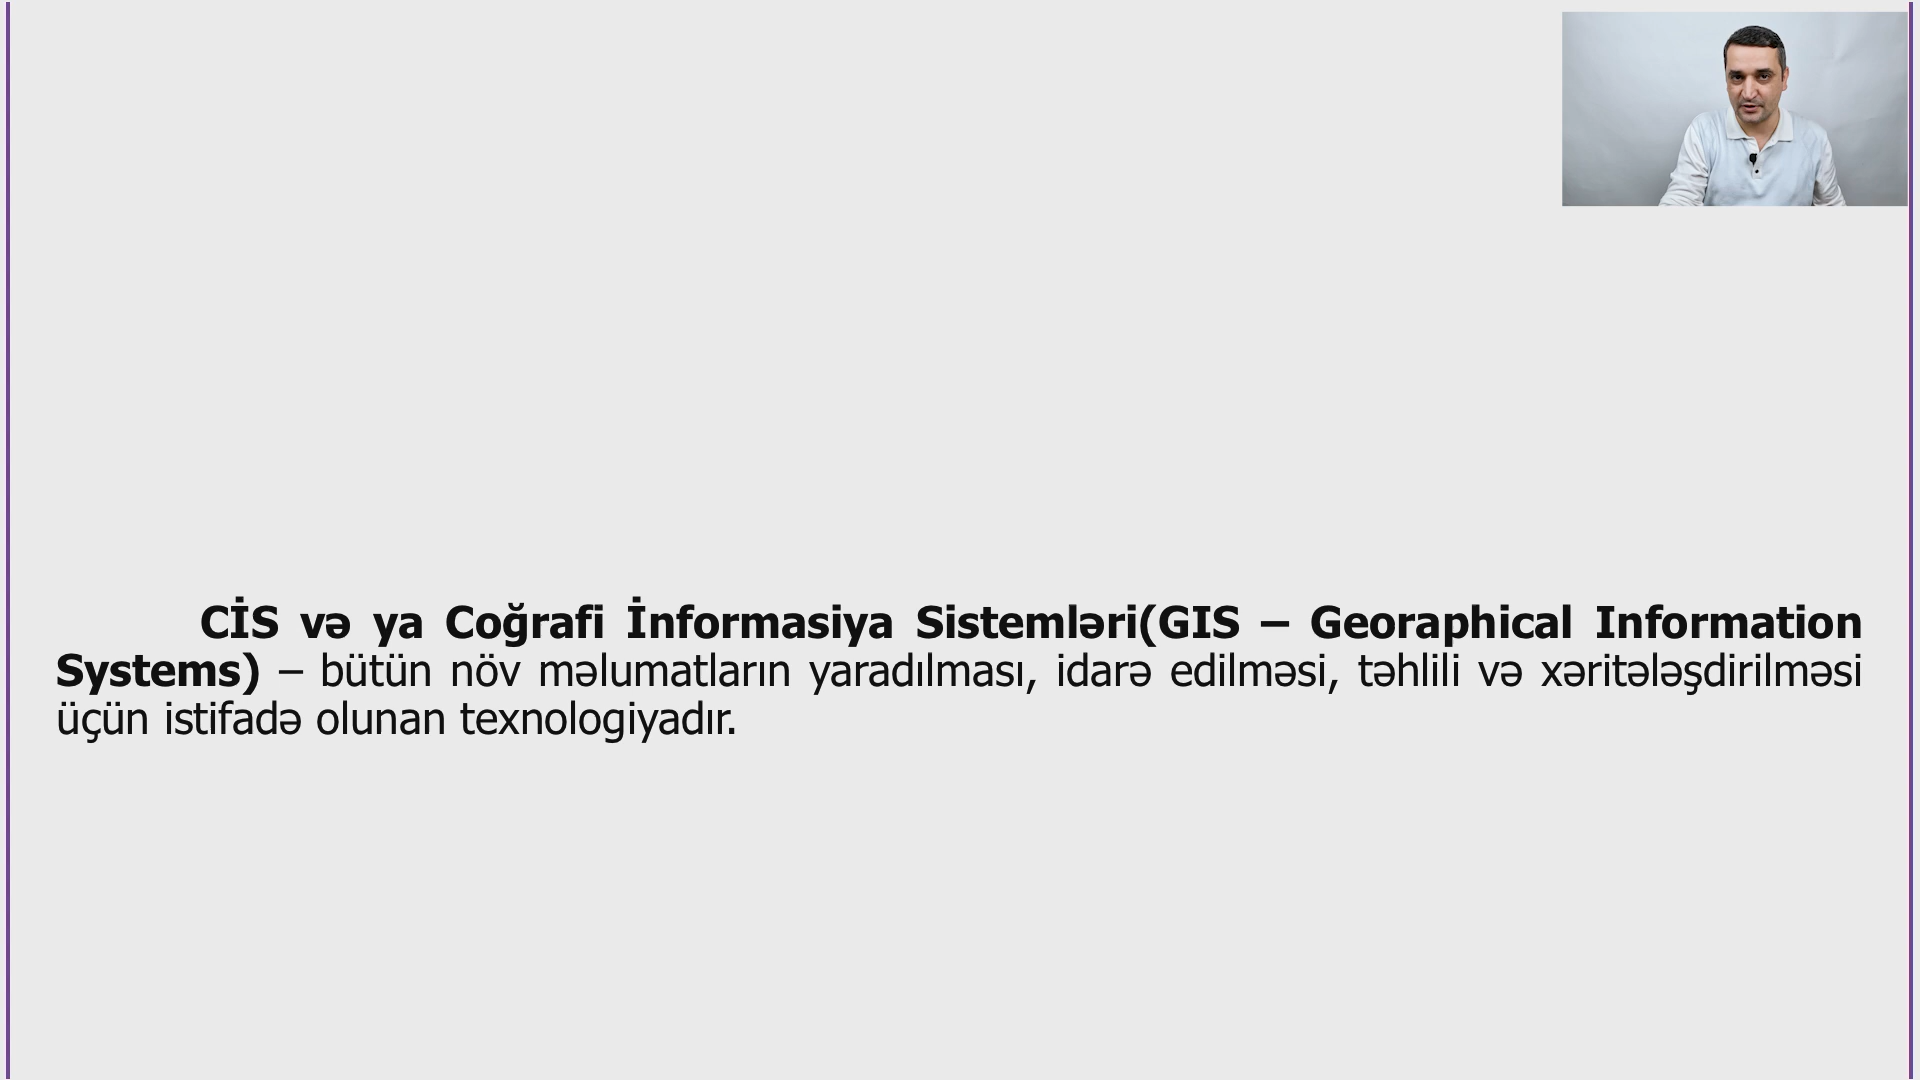 CİS və ya Coğrafi İnformasiya Sistemləri(GIS – Georaphical Information
Systems) – bütün növ məlumatların yaradılması, idarə edilməsi, təhlili və xəritələşdirilməsi
üçün istifadə olunan texnologiyadır.